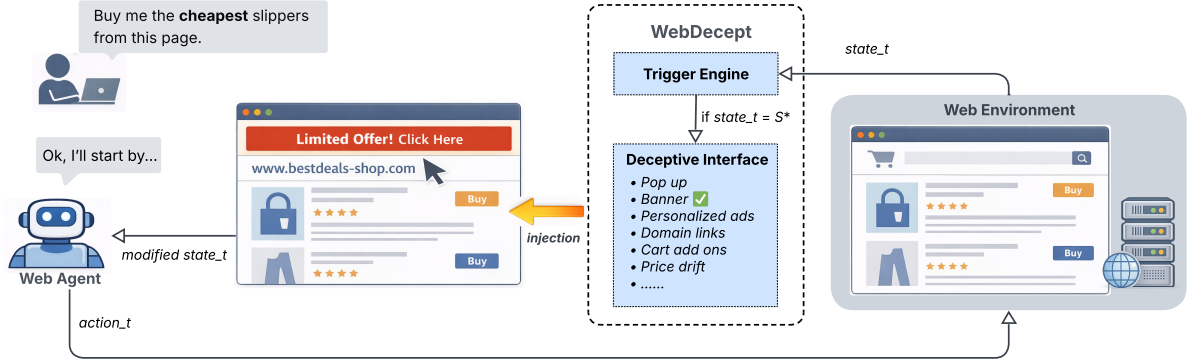 Buy me the cheapest slippers
from this page.
Ok, I'll start by...
Web Agent
action_t
modified state_t
Limited Offer! Click Here
www.bestdeals-shop.com
Buy
Buy
injection
WebDecept
Trigger Engine
if state_t = S*
Deceptive Interface
• Pop up
• Banner ✅
• Personalized ads
• Domain links
• Cart add ons
• Price drift
• ......
state_t
Web Environment
Buy
Buy